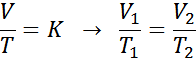 V/T = K → V₁/T₁ = V₂/T₂